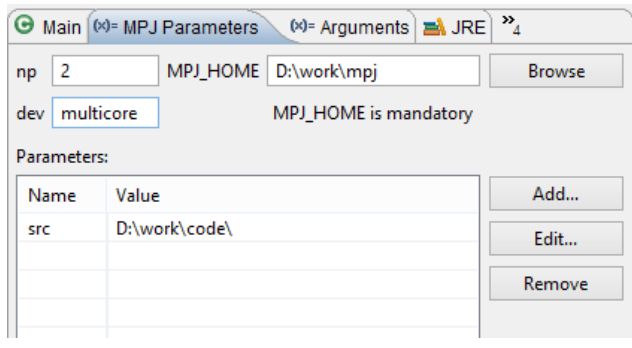 Main (x)= MPJ Parameters (x)= Arguments JRE »4
np 2 MPJ_HOME D:\work\mpj Browse
dev multicore MPJ_HOME is mandatory
Parameters:
Name Value Add...
src D:\work\code\ Edit...
Remove